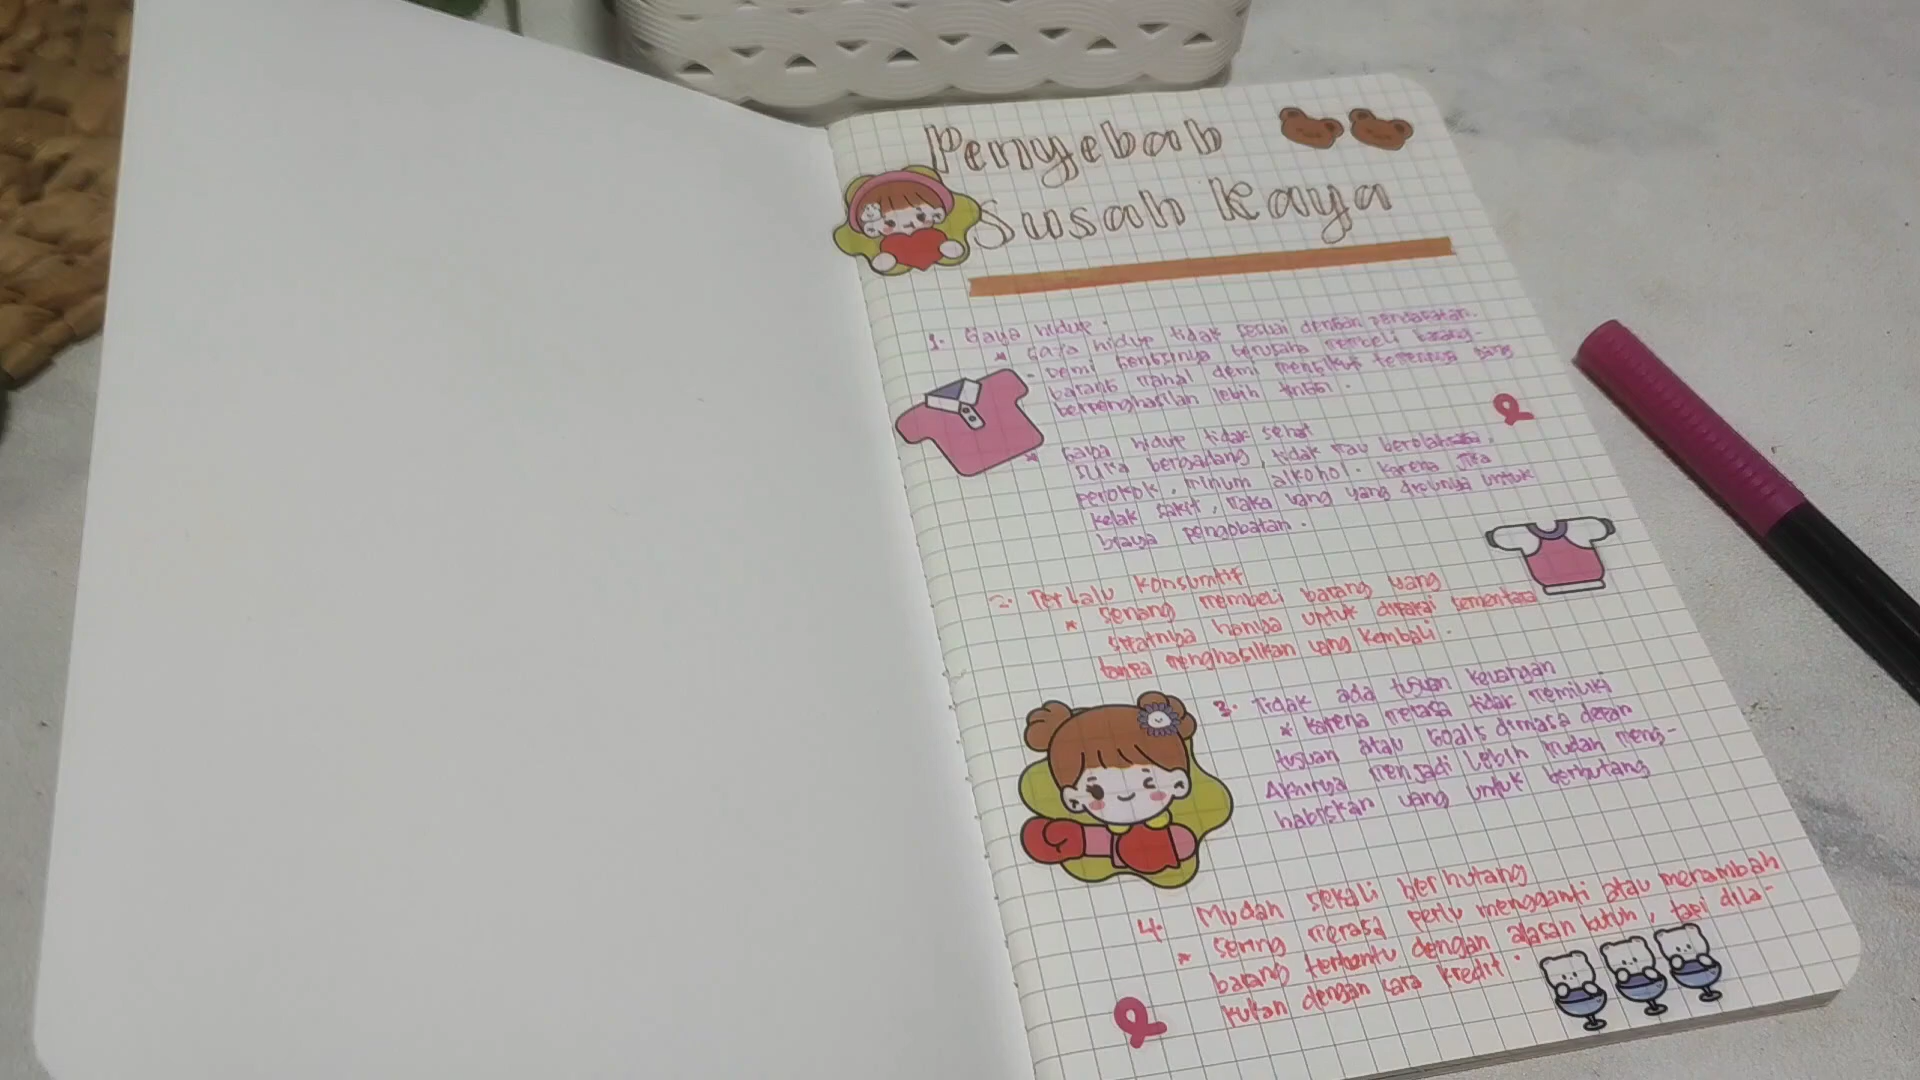 Penyebab
Susah Kaya
1. Gaya hidup.
* Gaya hidup tidak sesuai dengan pendapatan.
- Demi gengsinya berusaha membeli barang-
barang mahal demi mengikuti temennya yang
berpenghasilan lebih tinggi.
* Gaya hidup tidak sehat
Suka bergadang, tidak mau berolahraga,
perokok, minum alkohol. karena jika
kelak sakit, maka uang yang untuk
biaya pengobatan.
2. Terlalu konsumtif
* senang membeli barang yang
sifatnya hanya untuk dipakai sementara
tanpa menghasilkan uang kembali.
3. Tidak ada tujuan keuangan
* karena merasa tidak memiliki
tujuan atau Goals dimasa depan
Akhirnya menjadi lebih mudah meng-
habiskan uang untuk berhutang
4. Mudah sekali berhutang
* sering merasa perlu mengganti atau menambah
barang tertentu dengan alasan butuh, tapi dila-
kukan dengan cara kredit.